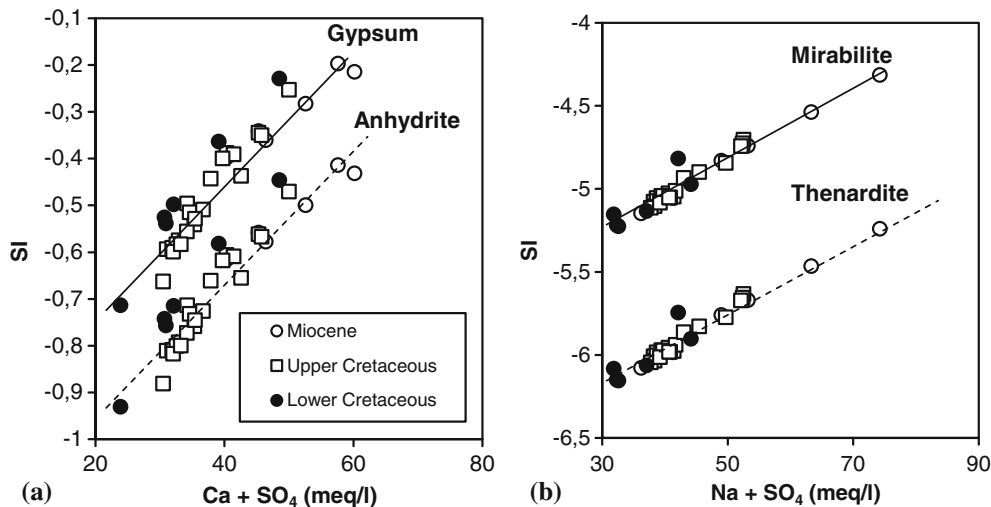 -0,1
-0,2
-0,3
-0,4
-0,5
-0,6
-0,7
-0,8
-0,9
-1
SI
Gypsum
Anhydrite
Miocene
Upper Cretaceous
Lower Cretaceous
20 40 60 80
(a)
Ca + SO₄ (meq/l)
-4
-4,5
-5
-5,5
-6
-6,5
SI
Mirabilite
Thenardite
30 50 70 90
(b)
Na + SO₄ (meq/l)